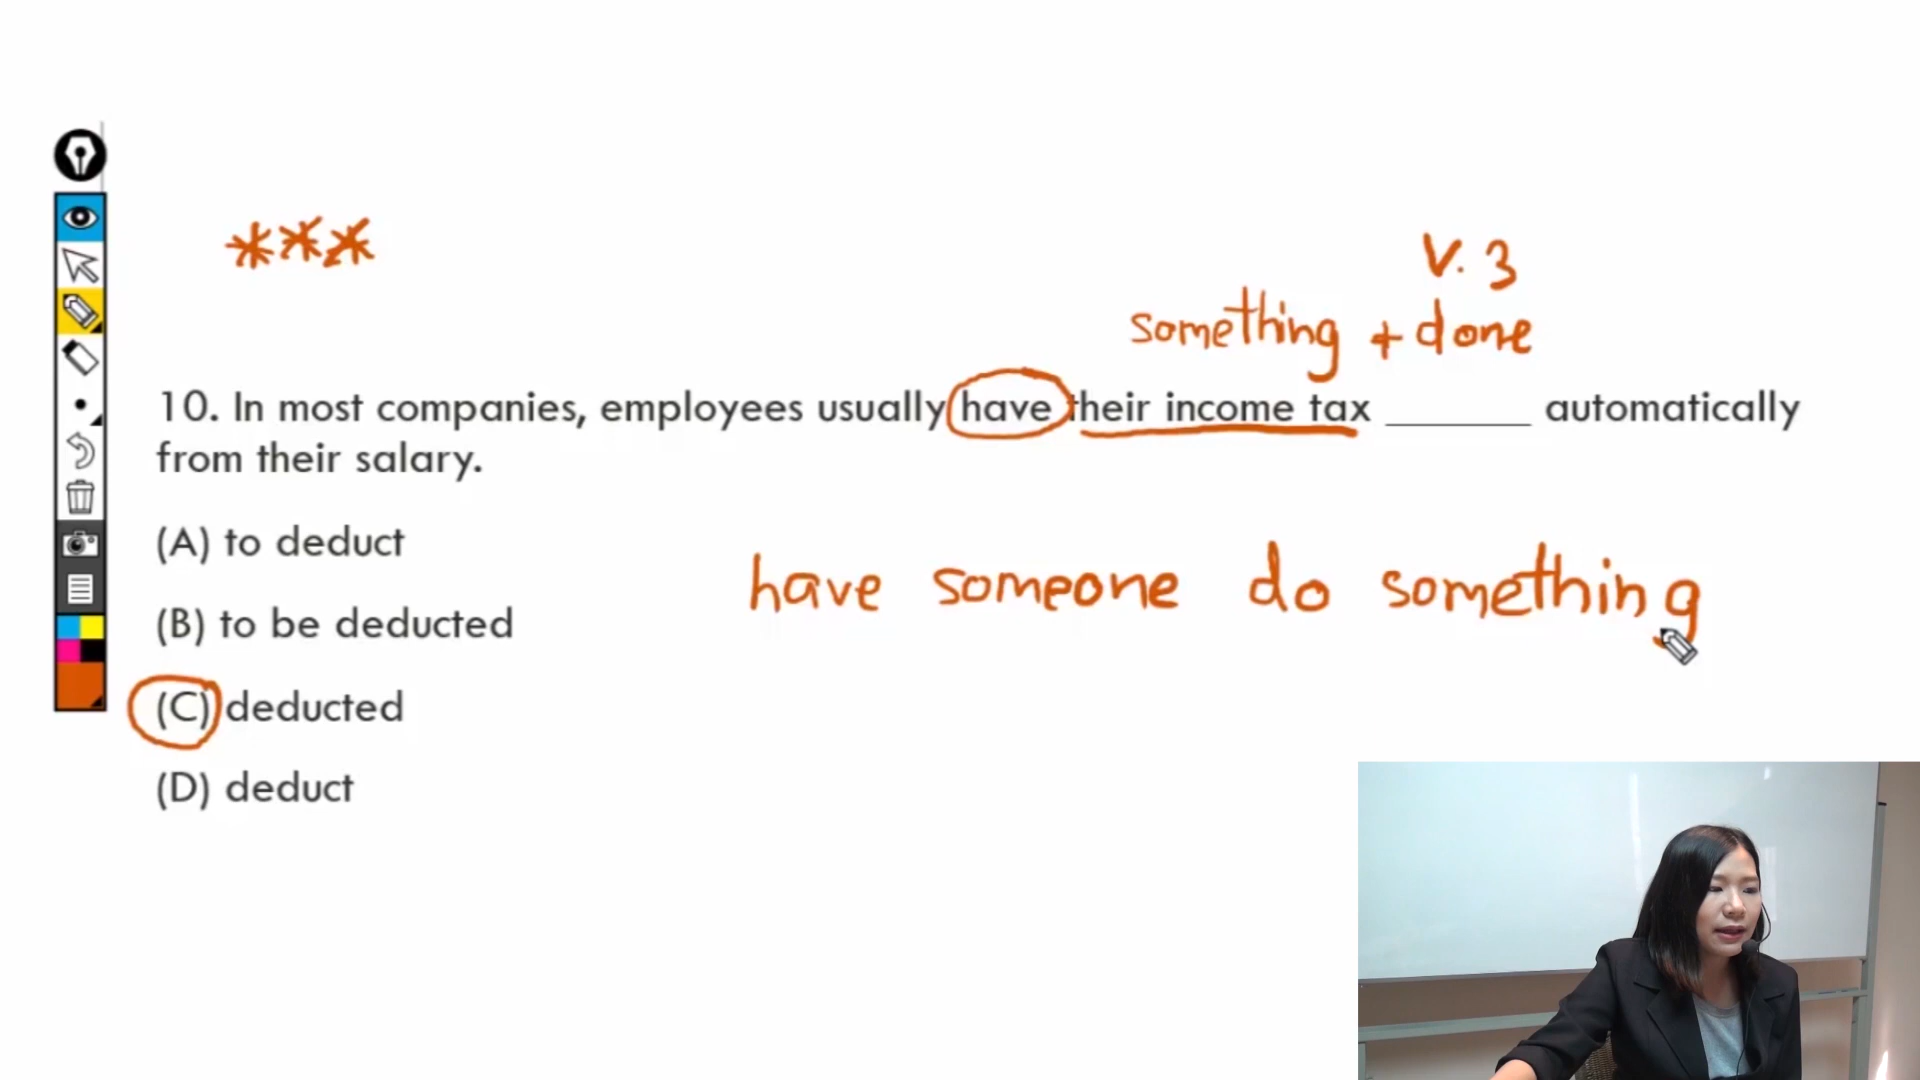 ***
V. 3
something + done
10. In most companies, employees usually have their income tax ______ automatically
from their salary.
(A) to deduct
have someone do something
(B) to be deducted
(C) deducted
(D) deduct